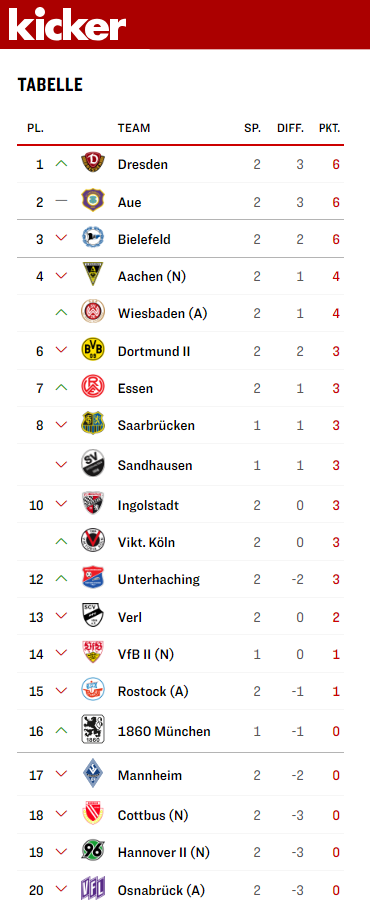 kicker
TABELLE
PL. TEAM SP. DIFF. PKT.
1 Dresden 2 3 6
2 Aue 2 3 6
3 Bielefeld 2 2 6
4 Aachen (N) 2 1 4
Wiesbaden (A) 2 1 4
6 Dortmund II 2 2 3
7 Essen 2 1 3
8 Saarbrücken 1 1 3
Sandhausen 1 1 3
10 Ingolstadt 2 0 3
Vikt. Köln 2 0 3
12 Unterhaching 2 -2 3
13 Verl 2 0 2
14 VfB II (N) 1 0 1
15 Rostock (A) 2 -1 1
16 1860 München 1 -1 0
17 Mannheim 2 -2 0
18 Cottbus (N) 2 -3 0
19 Hannover II (N) 2 -3 0
20 Osnabrück (A) 2 -3 0